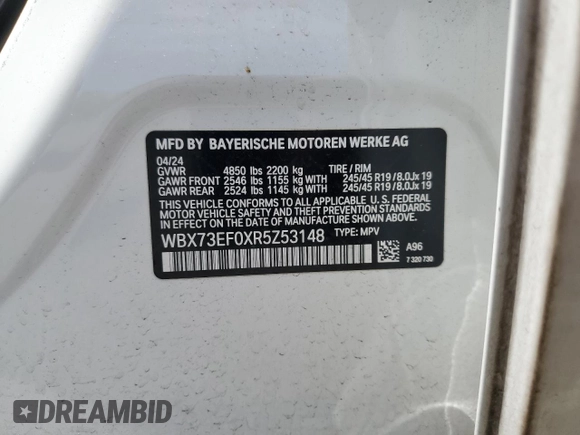 MFD BY BAYERISCHE MOTOREN WERKE AG
04/24
GVWR 4850 lbs 2200 kg TIRE / RIM
GAWR FRONT 2546 lbs 1155 kg WITH 245/45 R19 / 8.0Jx 19
GAWR REAR 2524 lbs 1145 kg WITH 245/45 R19 / 8.0Jx 19
THIS VEHICLE CONFORMS TO ALL APPLICABLE
U.S. FEDERAL MOTOR VEHICLE SAFETY, BUMPER, AND
THEFT PREVENTION STANDARDS IN EFFECT ON THE
DATE OF MANUFACTURE SHOWN ABOVE.
WBX73EF0XR5Z53148 TYPE: MPV
A96
7 320 730
DREAMBID